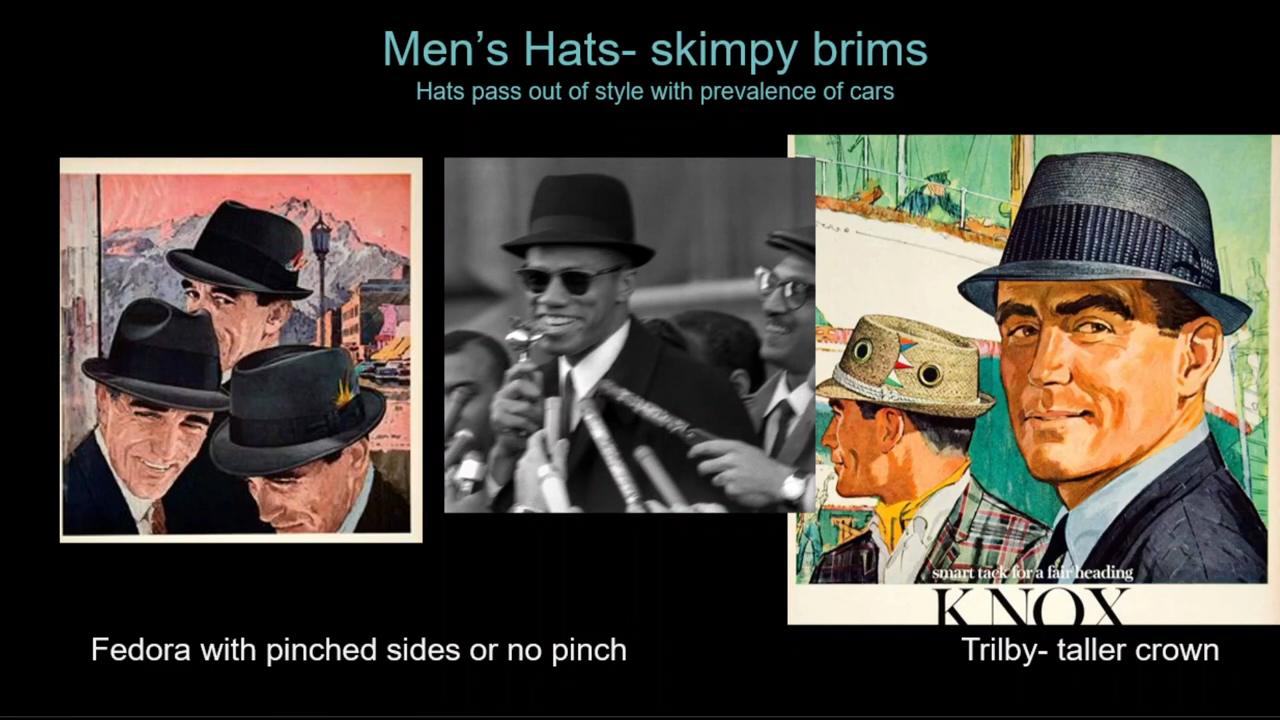 Men’s Hats- skimpy brims
Hats pass out of style with prevalence of cars
smart tack for a fair heading
KNOX
Fedora with pinched sides or no pinch
Trilby- taller crown